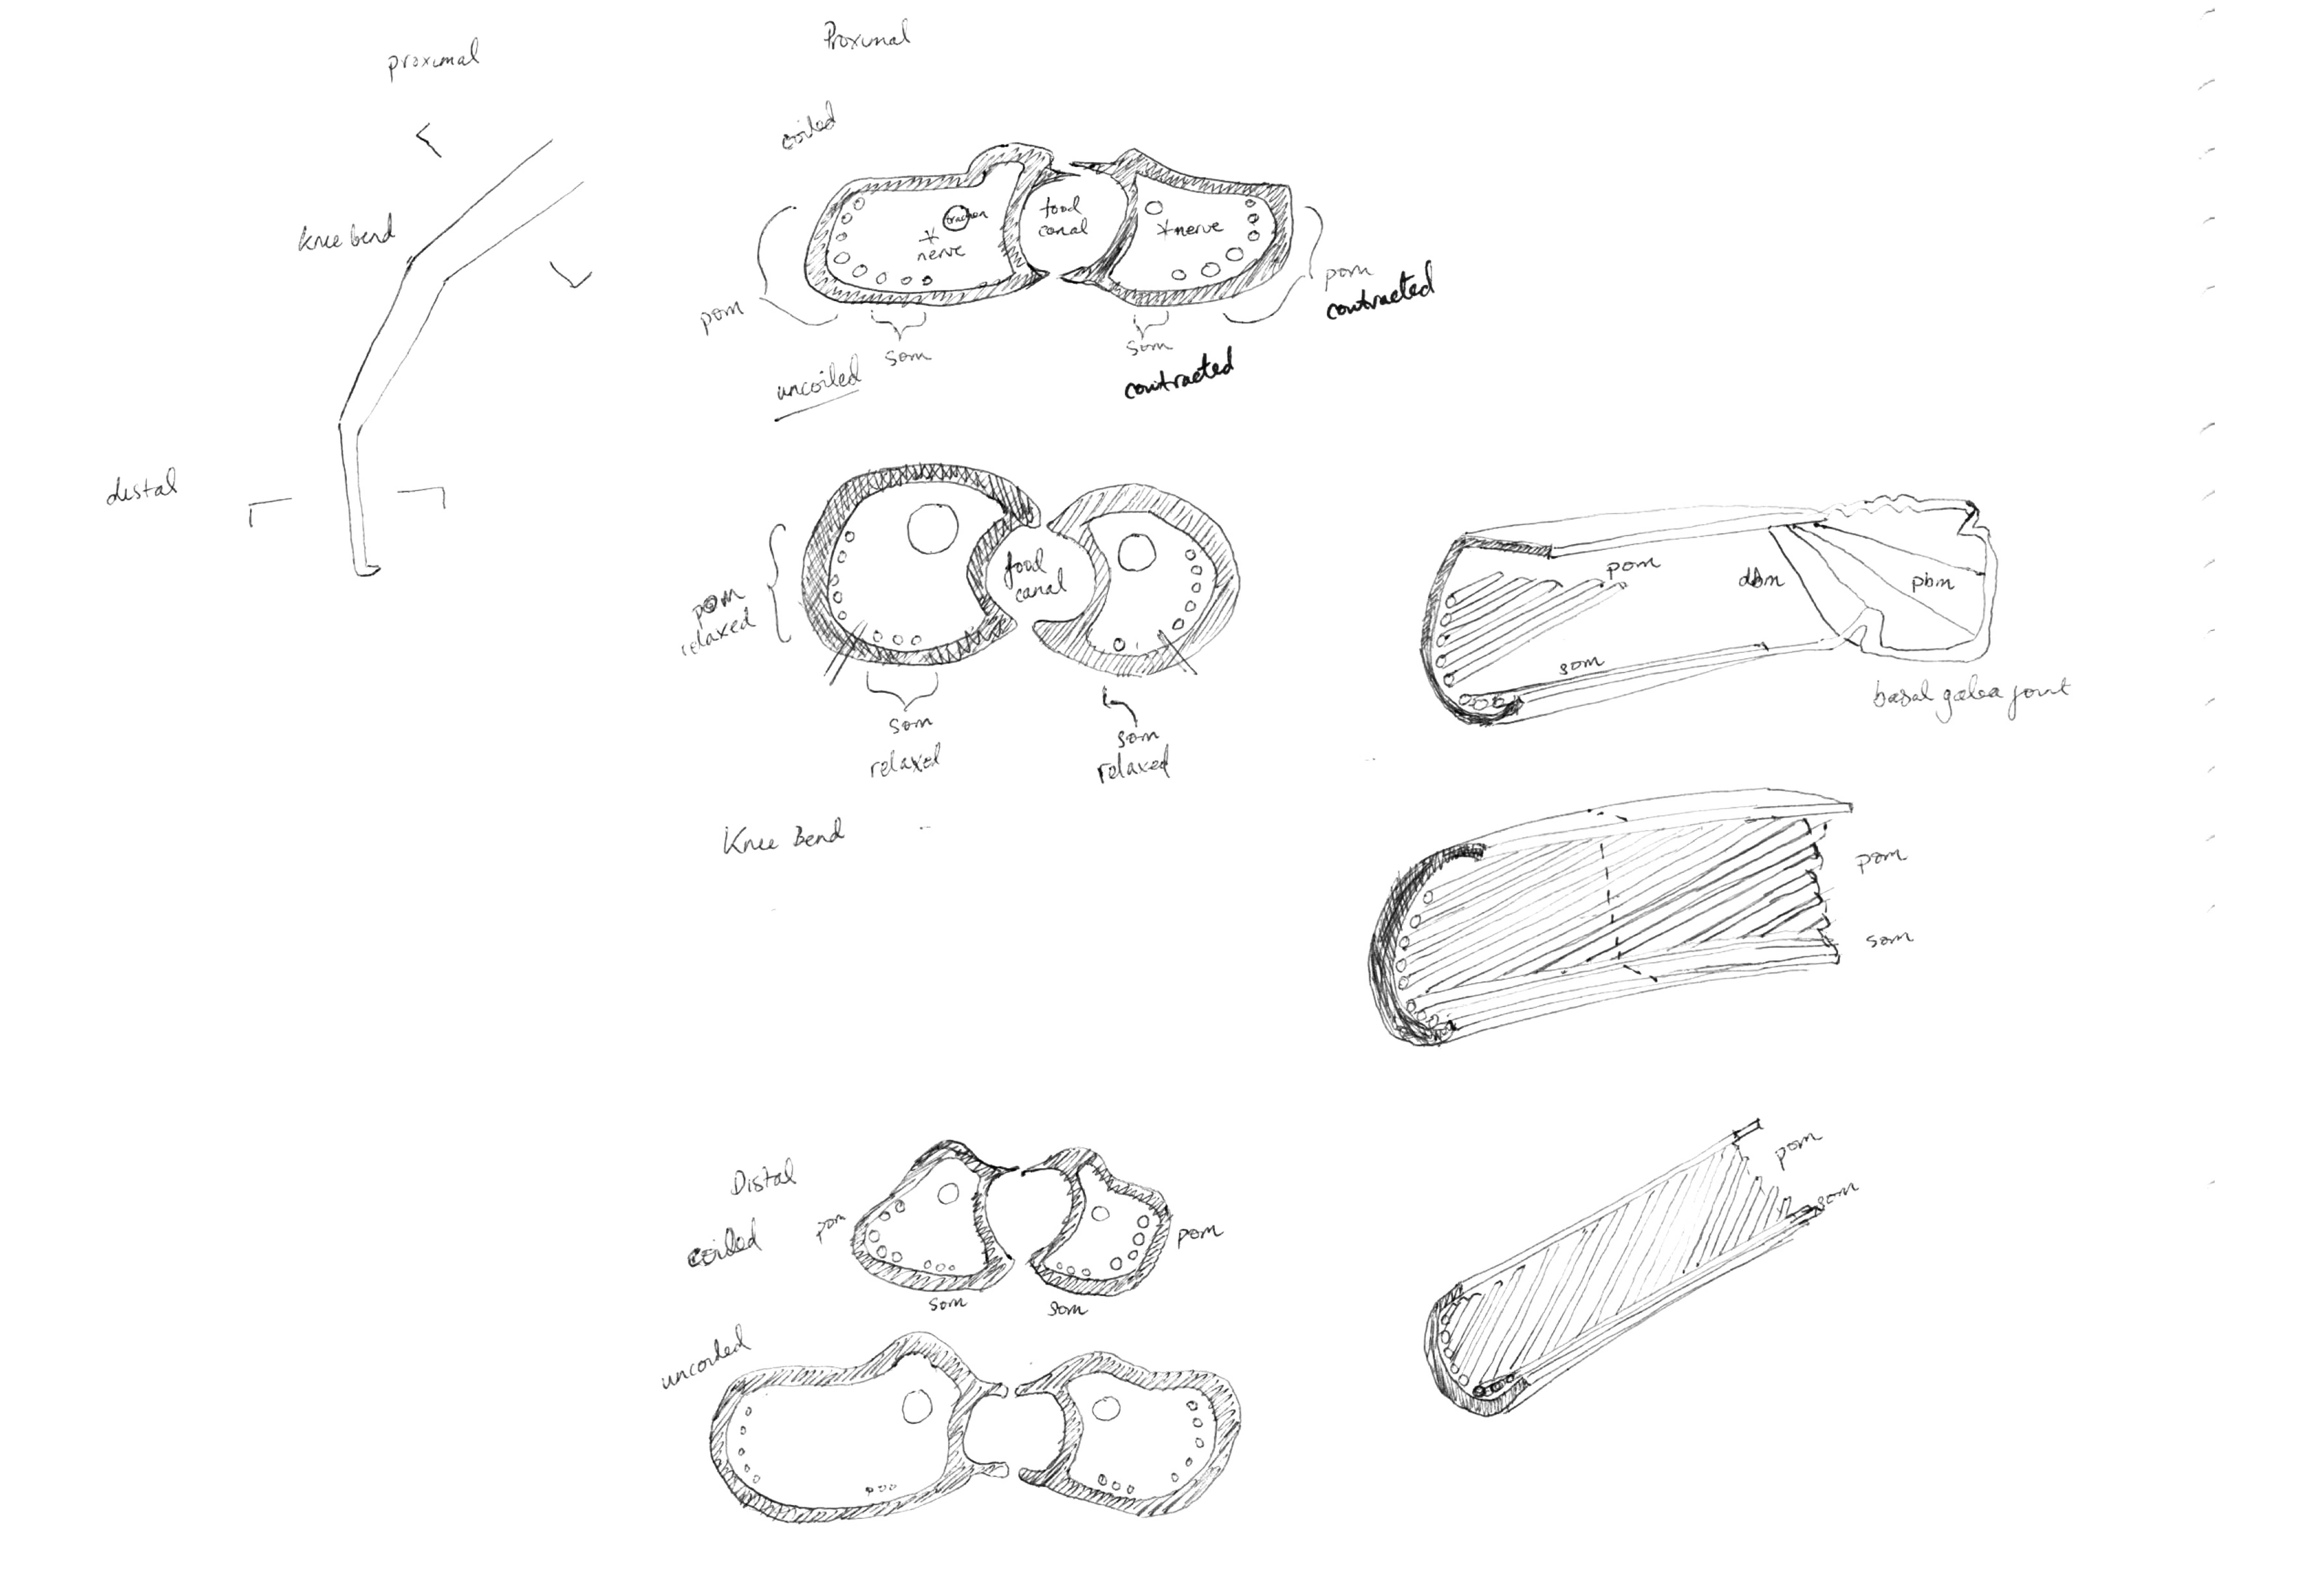 proximal
Proximal
coiled
knee bend
trachea
nerve
food
canal
nerve
pom
som
pom
contracted
som
contracted
uncoiled
distal
food
canal
pom
relaxed
som
relaxed
som
relaxed
pom
dbm
pbm
som
basal galea joint
Knee Bend
pom
som
Distal
coiled
pom
pom
som
som
pom
som
uncoiled